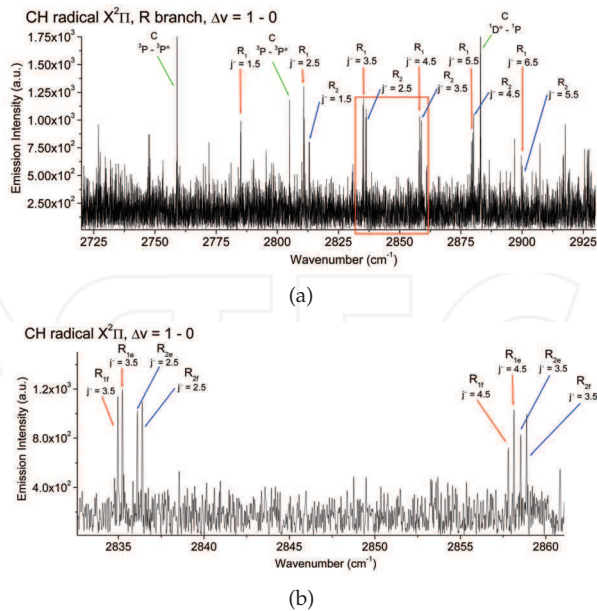 CH radical X²Π, R branch, Δv = 1 - 0
C
³P - ³P°
R₁
j'' = 1.5
C
³P - ³P°
R₁
j'' = 2.5
R₂
j'' = 1.5
R₁
j'' = 3.5
R₂
j'' = 2.5
R₁
j'' = 4.5
R₂
j'' = 3.5
R₁
j'' = 5.5
R₂
j'' = 4.5
C
¹D° - ¹P
R₁
j'' = 6.5
R₂
j'' = 5.5
Emission Intensity (a.u.)
1.75x10³
1.50x10³
1.25x10³
1.00x10³
7.50x10²
5.00x10²
2.50x10²
2725 2750 2775 2800 2825 2850 2875 2900 2925
Wavenumber (cm⁻¹)
(a)
CH radical X²Π, Δv = 1 - 0
R1f
j'' = 3.5
R1e
j'' = 3.5
R2e
j'' = 2.5
R2f
j'' = 2.5
R1f
j'' = 4.5
R1e
j'' = 4.5
R2e
j'' = 3.5
R2f
j'' = 3.5
Emission Intensity (a.u.)
1.2x10³
8.0x10²
4.0x10²
2835 2840 2845 2850 2855 2860
Wavenumber (cm⁻¹)
(b)